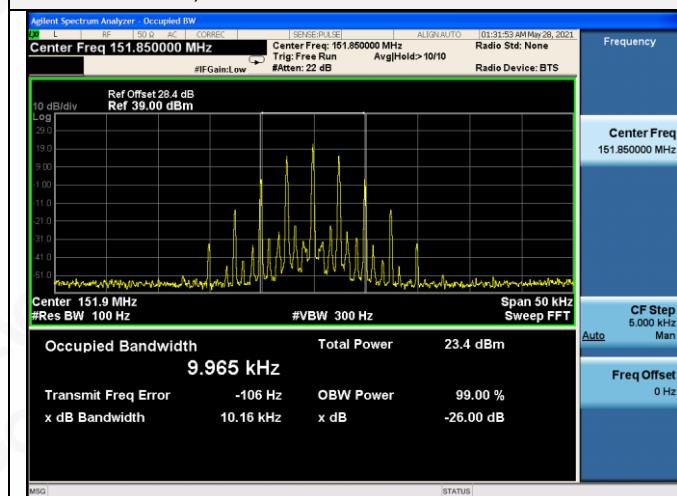 Agilent Spectrum Analyzer - Occupied BW
LXI L RF 50 Ω AC CORREC SENSE:PULSE ALIGN AUTO 01:31:53 AM May 28, 2021
Center Freq 151.850000 MHz
Center Freq: 151.850000 MHz
Radio Std: None
Trig: Free Run Avg|Hold:>10/10
#IFGain:Low #Atten: 22 dB Radio Device: BTS
Frequency
Ref Offset 28.4 dB
10 dB/div Ref 39.00 dBm
Log
29.0
19.0
9.00
-1.00
-11.0
-21.0
-31.0
-41.0
-51.0
Center 151.9 MHz Span 50 kHz
#Res BW 100 Hz #VBW 300 Hz Sweep FFT
Occupied Bandwidth Total Power 23.4 dBm
9.965 kHz
Transmit Freq Error -106 Hz OBW Power 99.00 %
x dB Bandwidth 10.16 kHz x dB -26.00 dB
Center Freq
151.850000 MHz
CF Step
5.000 kHz
Auto Man
Freq Offset
0 Hz
MSG STATUS